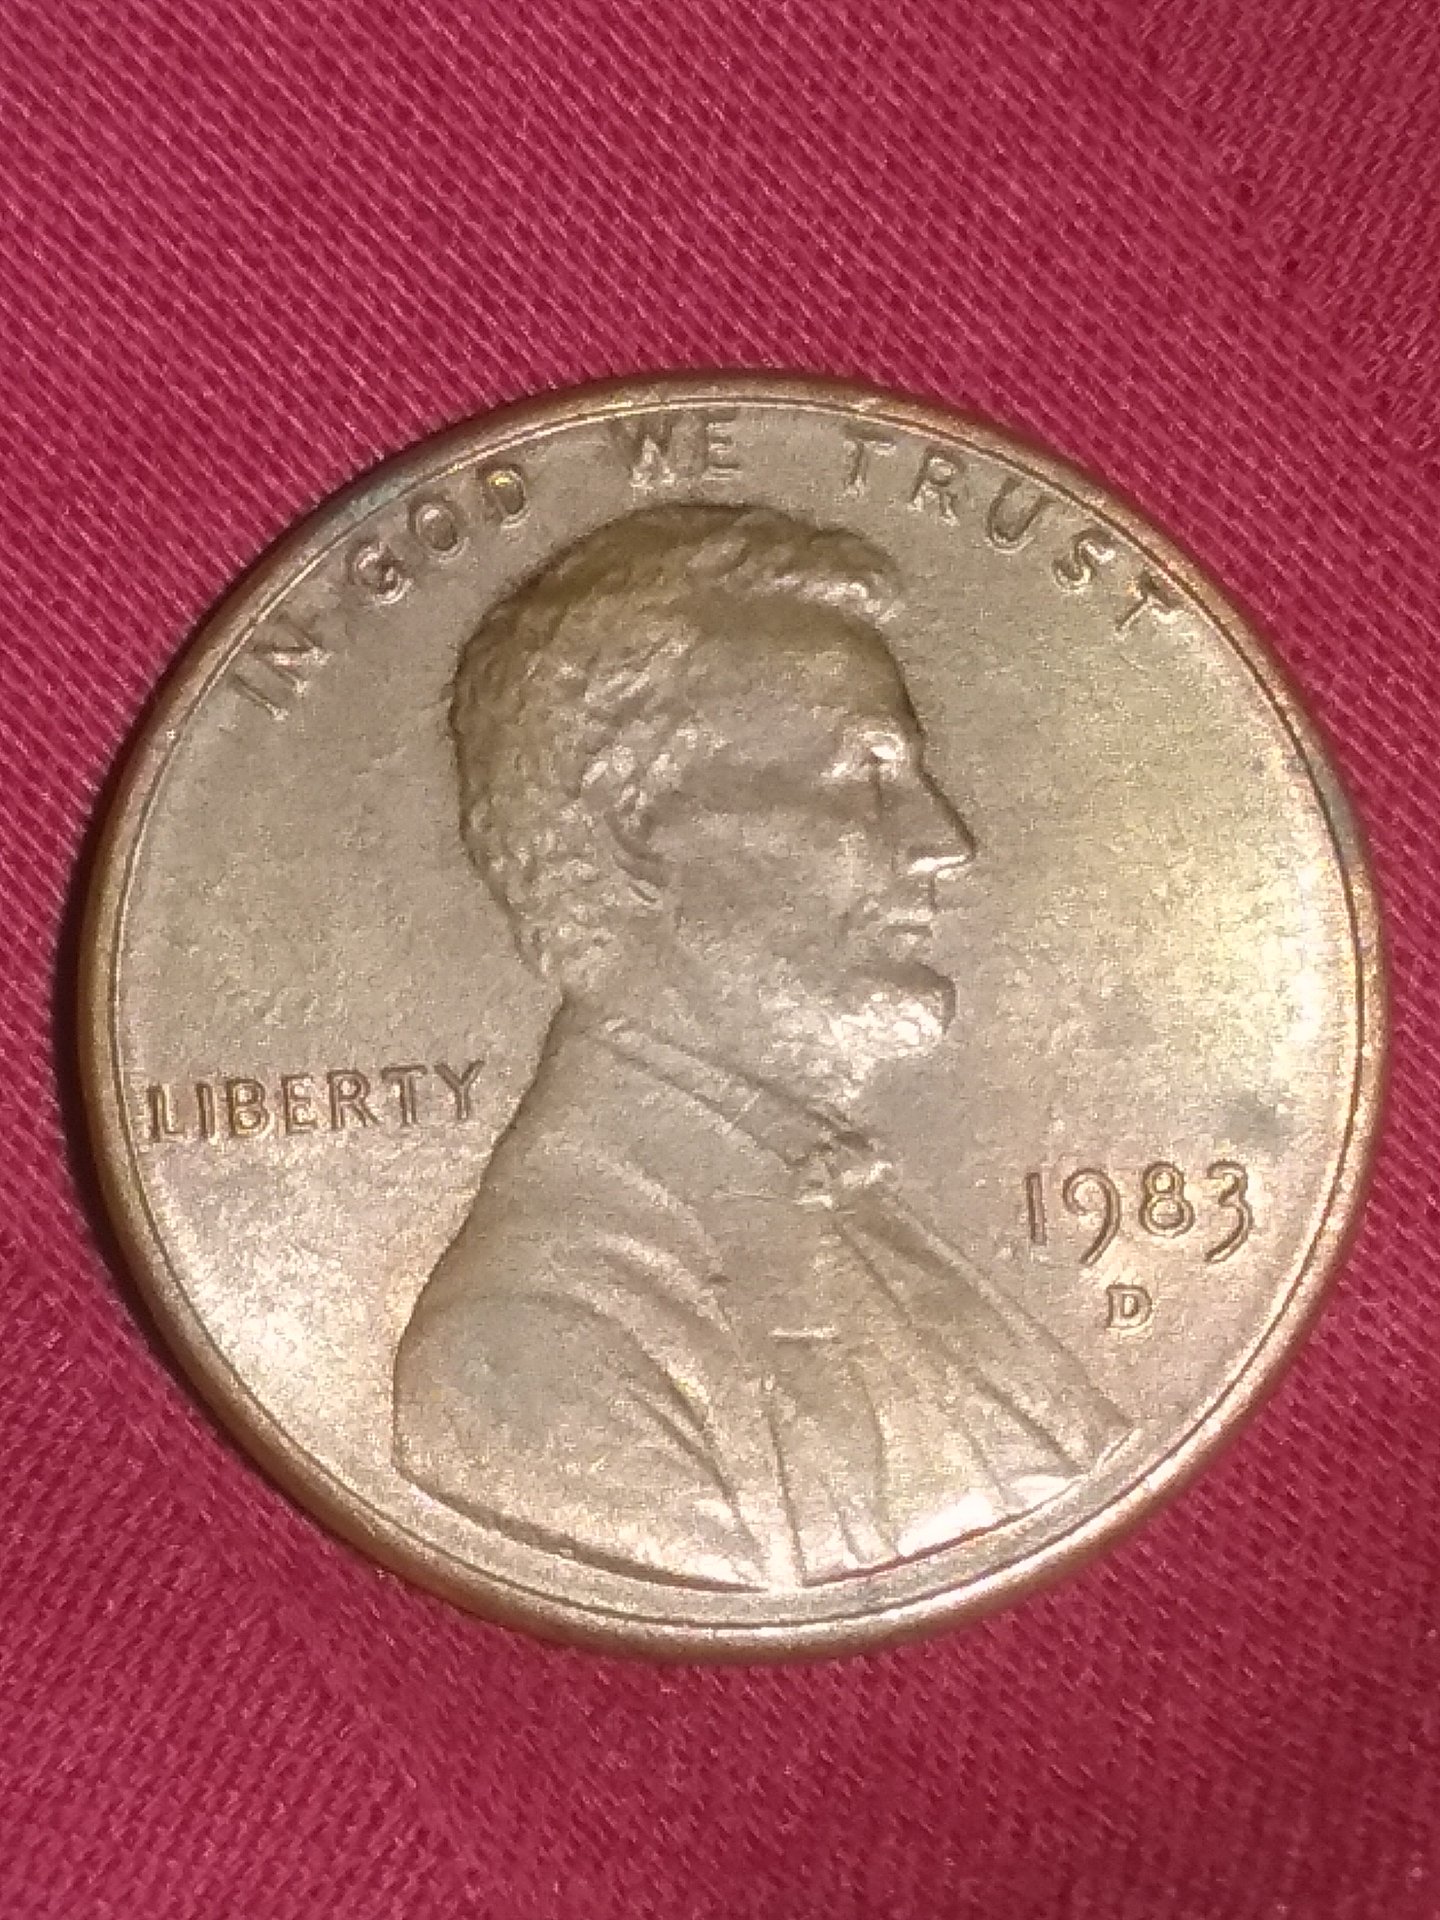 IN GOD WE TRUST
LIBERTY
1983
D